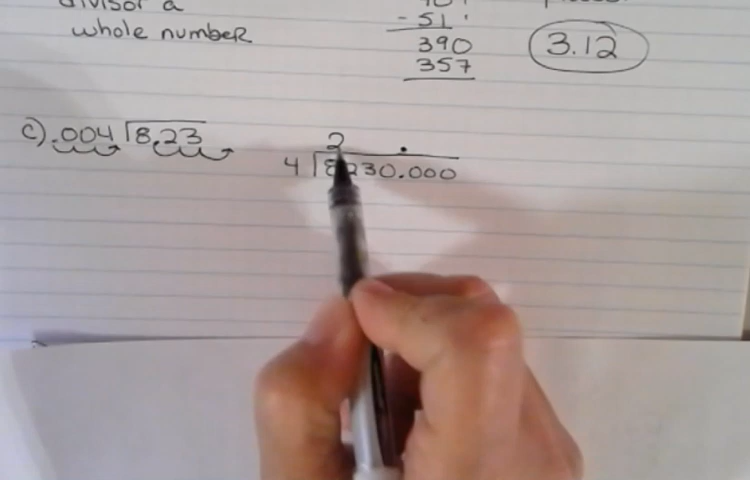 divisor a
whole number
- 51
390
357
3.12
c) .004 8.23
2 .
4 8230.000